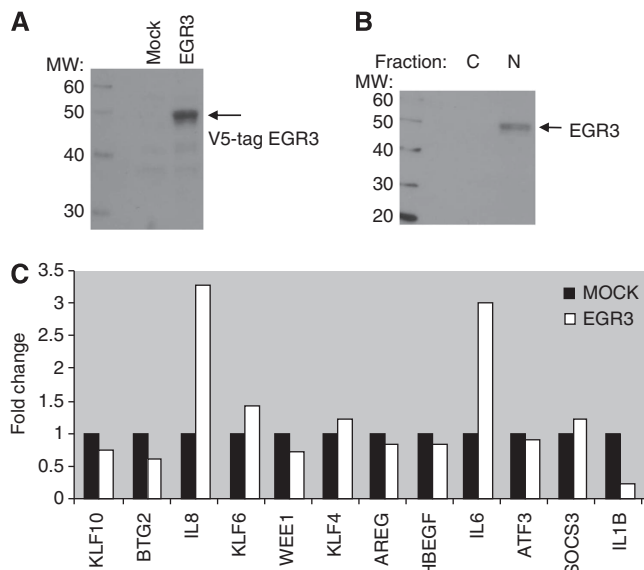 A
Mock
EGR3
MW:
60
50
40
30
V5-tag EGR3
B
Fraction: C N
MW:
60
50
40
30
20
EGR3
C
Fold change
3.5
3
2.5
2
1.5
1
0.5
0
MOCK
EGR3
KLF10
BTG2
IL8
KLF6
WEE1
KLF4
AREG
HBEGF
IL6
ATF3
SOCS3
IL1B